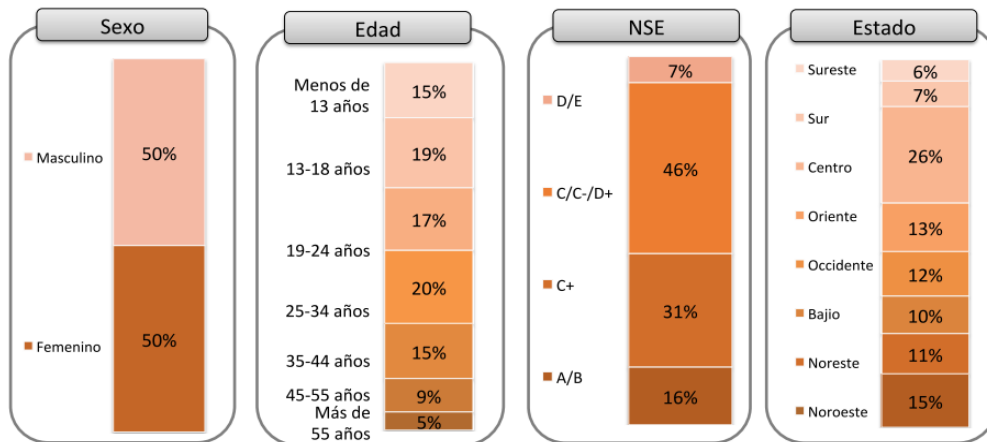 Sexo
Masculino
50%
Femenino
50%
Edad
Menos de
13 años
15%
13-18 años
19%
19-24 años
17%
25-34 años
20%
35-44 años
15%
45-55 años
9%
Más de
55 años
5%
NSE
D/E
7%
C/C-/D+
46%
C+
31%
A/B
16%
Estado
Sureste
6%
Sur
7%
Centro
26%
Oriente
13%
Occidente
12%
Bajio
10%
Noreste
11%
Noroeste
15%